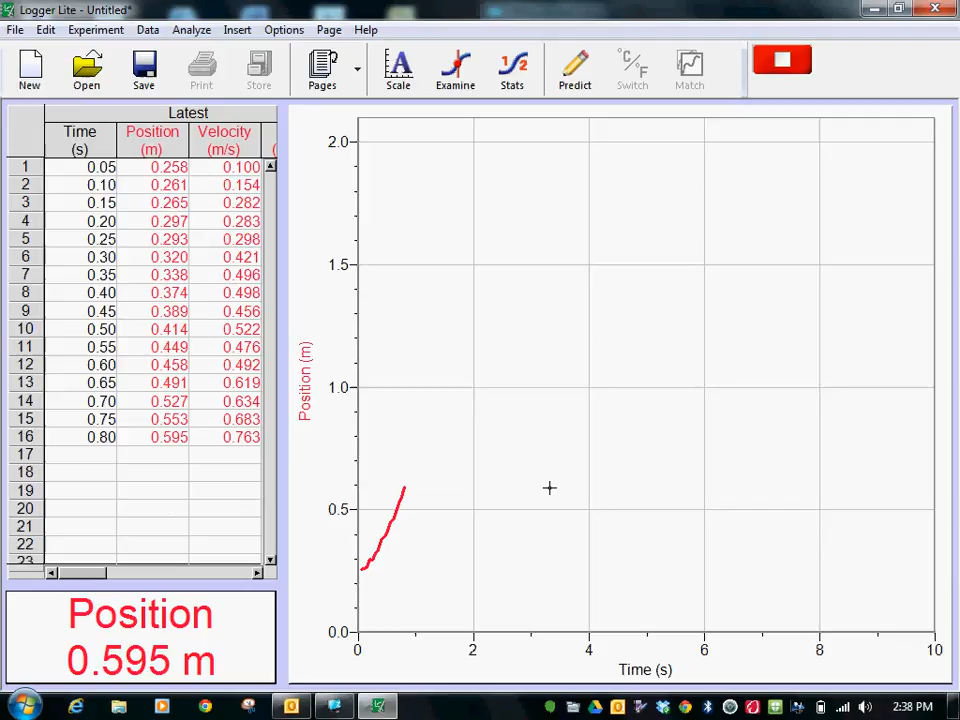 Logger Lite - Untitled*
File Edit Experiment Data Analyze Insert Options Page Help
New Open Save Print Store Pages Scale Examine Stats Predict Switch Match
Latest
Time Position Velocity
(s) (m) (m/s) (
1 0.05 0.258 0.100
2 0.10 0.261 0.154
3 0.15 0.265 0.282
4 0.20 0.297 0.283
5 0.25 0.293 0.298
6 0.30 0.320 0.421
7 0.35 0.338 0.496
8 0.40 0.374 0.498
9 0.45 0.389 0.456
10 0.50 0.414 0.522
11 0.55 0.449 0.476
12 0.60 0.458 0.492
13 0.65 0.491 0.619
14 0.70 0.527 0.634
15 0.75 0.553 0.683
16 0.80 0.595 0.763
17
18
19
20
21
22
23
Position
0.595 m
Position (m)
2.0
1.5
1.0
0.5
0.0
0 2 4 6 8 10
Time (s)
2:38 PM